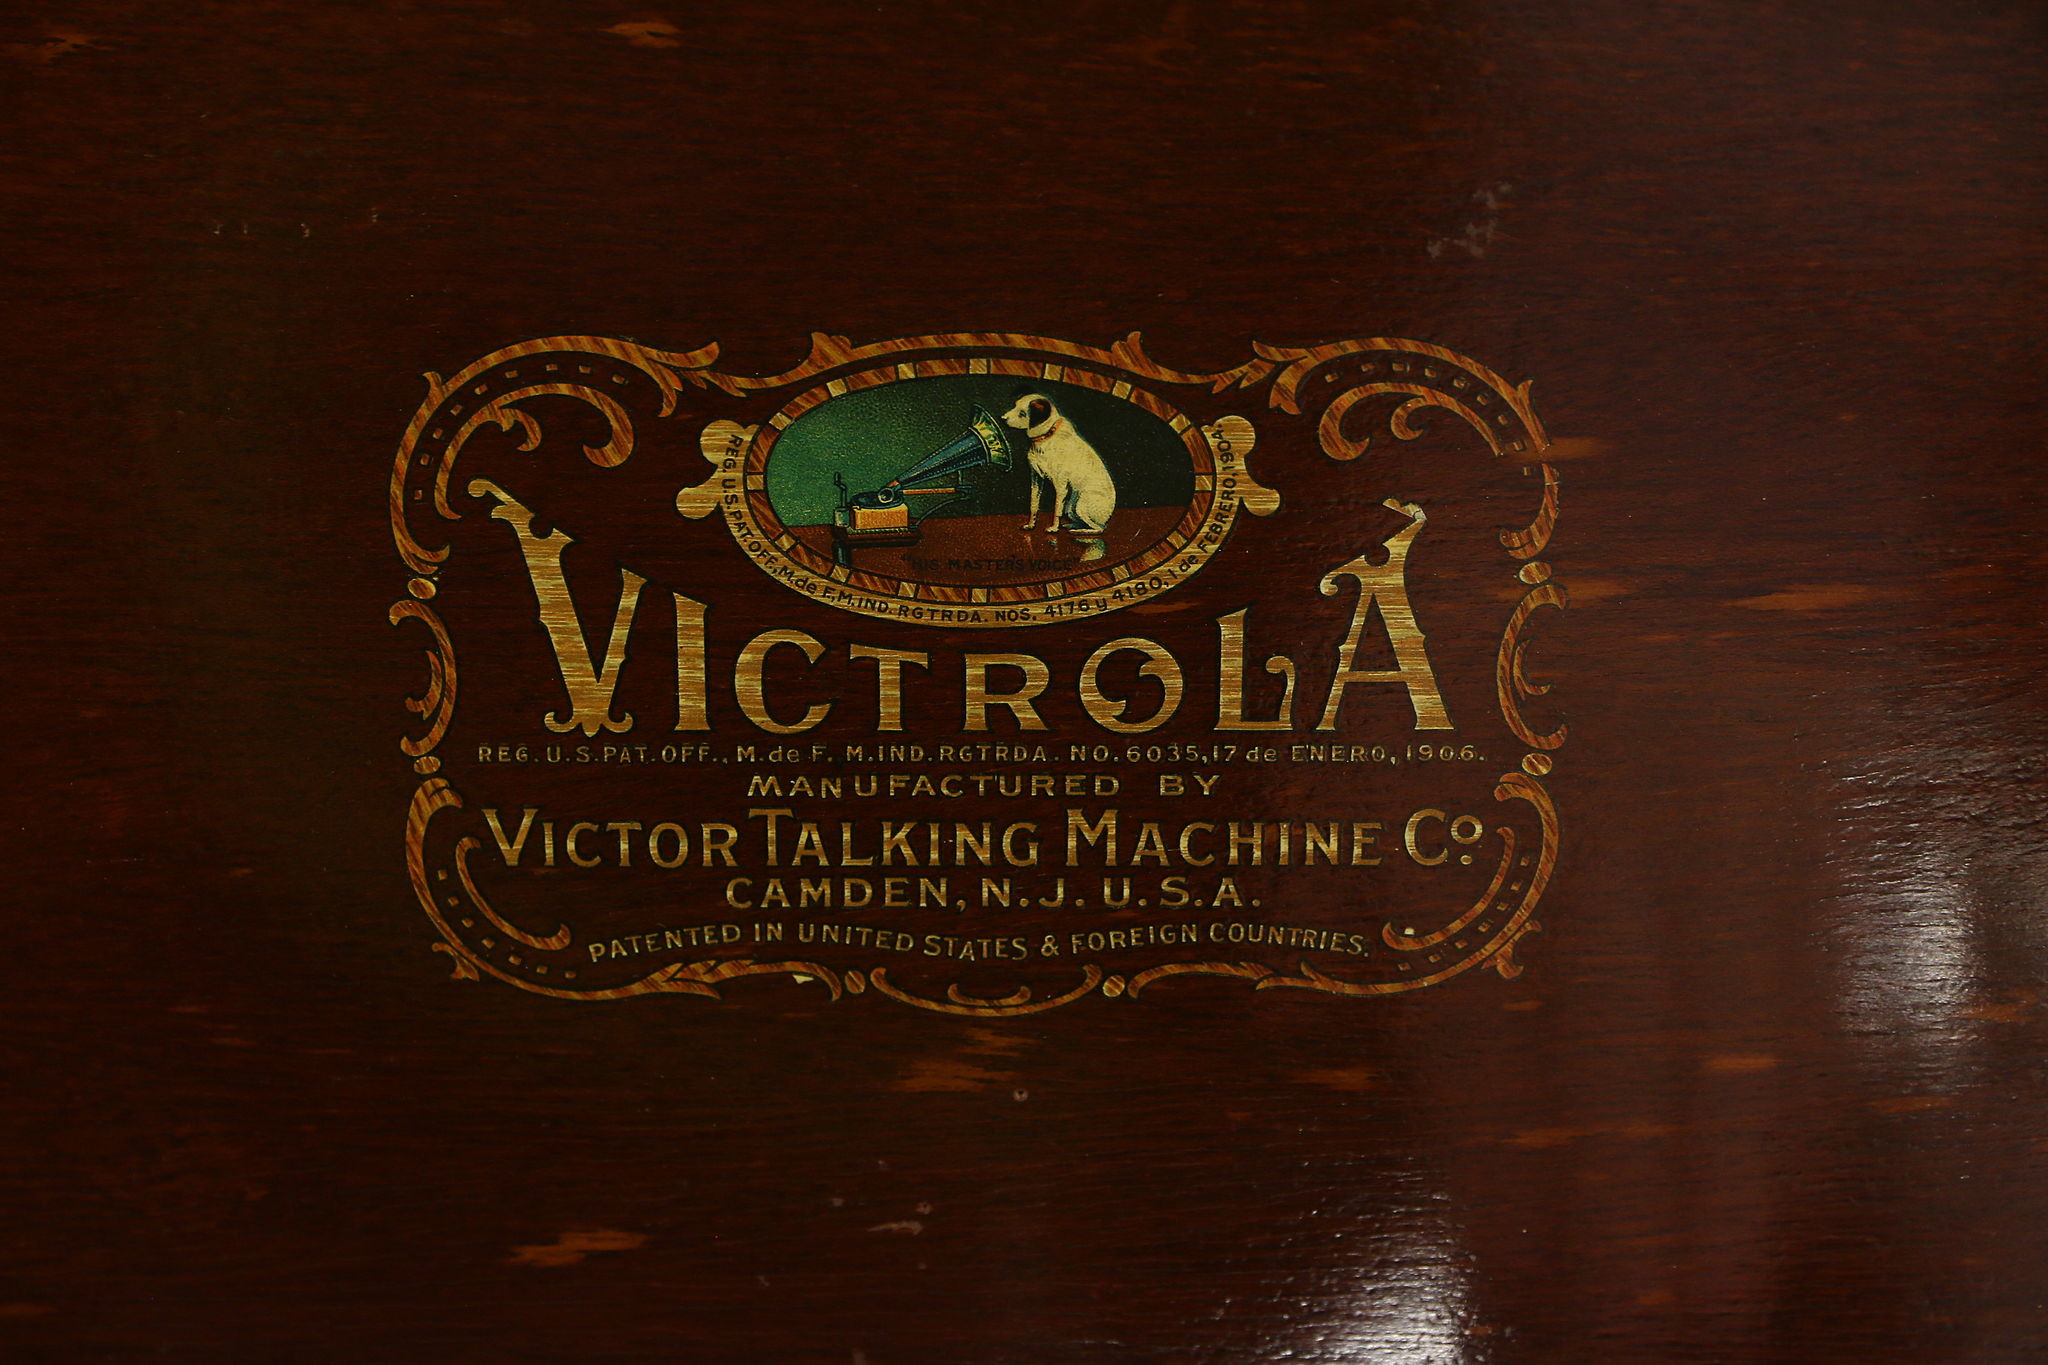 "HIS MASTER'S VOICE"
REG. U.S. PAT. OFF., M. de F., M. IND. RGTRDA. NOS. 4176 y 4180, 1 de FEBRERO, 1904.
VICTROLA
REG. U.S. PAT. OFF., M. de F. M. IND. RGTRDA. NO. 6035, 17 de ENERO, 1906.
MANUFACTURED BY
VICTOR TALKING MACHINE Co.
CAMDEN, N.J. U.S.A.
PATENTED IN UNITED STATES & FOREIGN COUNTRIES.